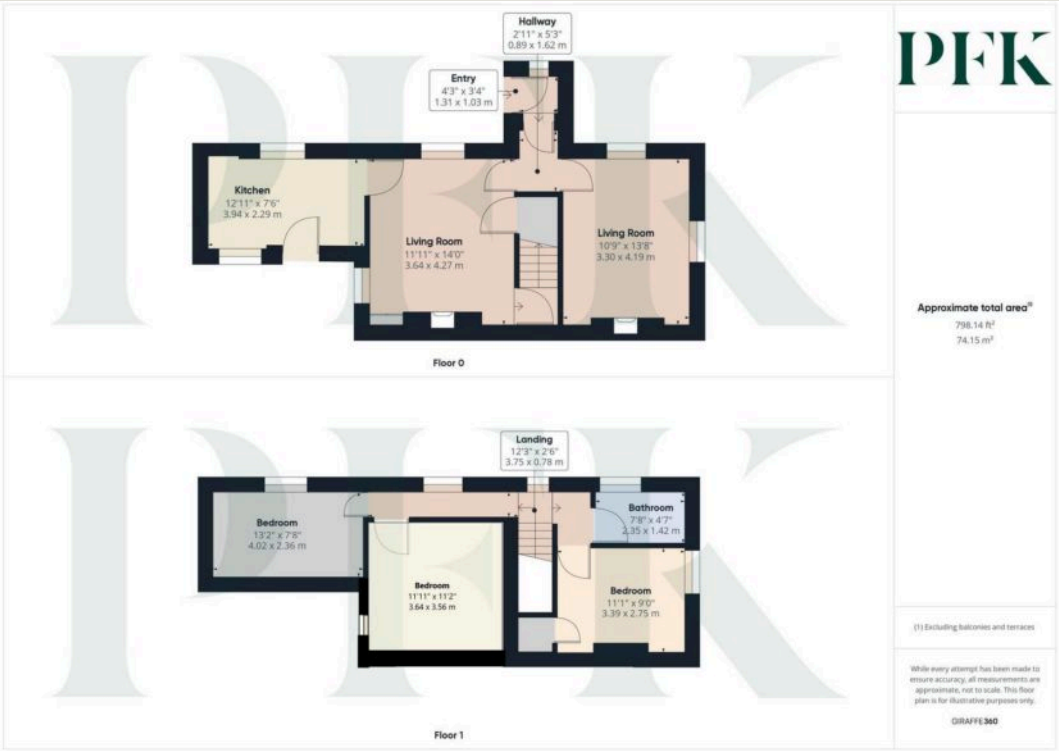 Hallway
2'11" x 5'3"
0.89 x 1.62 m
Entry
4'3" x 3'4"
1.31 x 1.03 m
Kitchen
12'11" x 7'6"
3.94 x 2.29 m
Living Room
11'11" x 14'0"
3.64 x 4.27 m
Living Room
10'9" x 13'8"
3.30 x 4.19 m
Floor 0
Landing
12'3" x 2'6"
3.75 x 0.78 m
Bedroom
13'2" x 7'8"
4.02 x 2.36 m
Bathroom
7'8" x 4'7"
2.35 x 1.42 m
Bedroom
11'11" x 11'2"
3.64 x 3.56 m
Bedroom
11'1" x 9'0"
3.39 x 2.75 m
Floor 1
PFK
PFK
PFK
Approximate total area⁽¹⁾
798.14 ft²
74.15 m²
(1) Excluding balconies and terraces
While every attempt has been made to
ensure accuracy, all measurements are
approximate, not to scale. This floor
plan is for illustrative purposes only.
GIRAFFE360